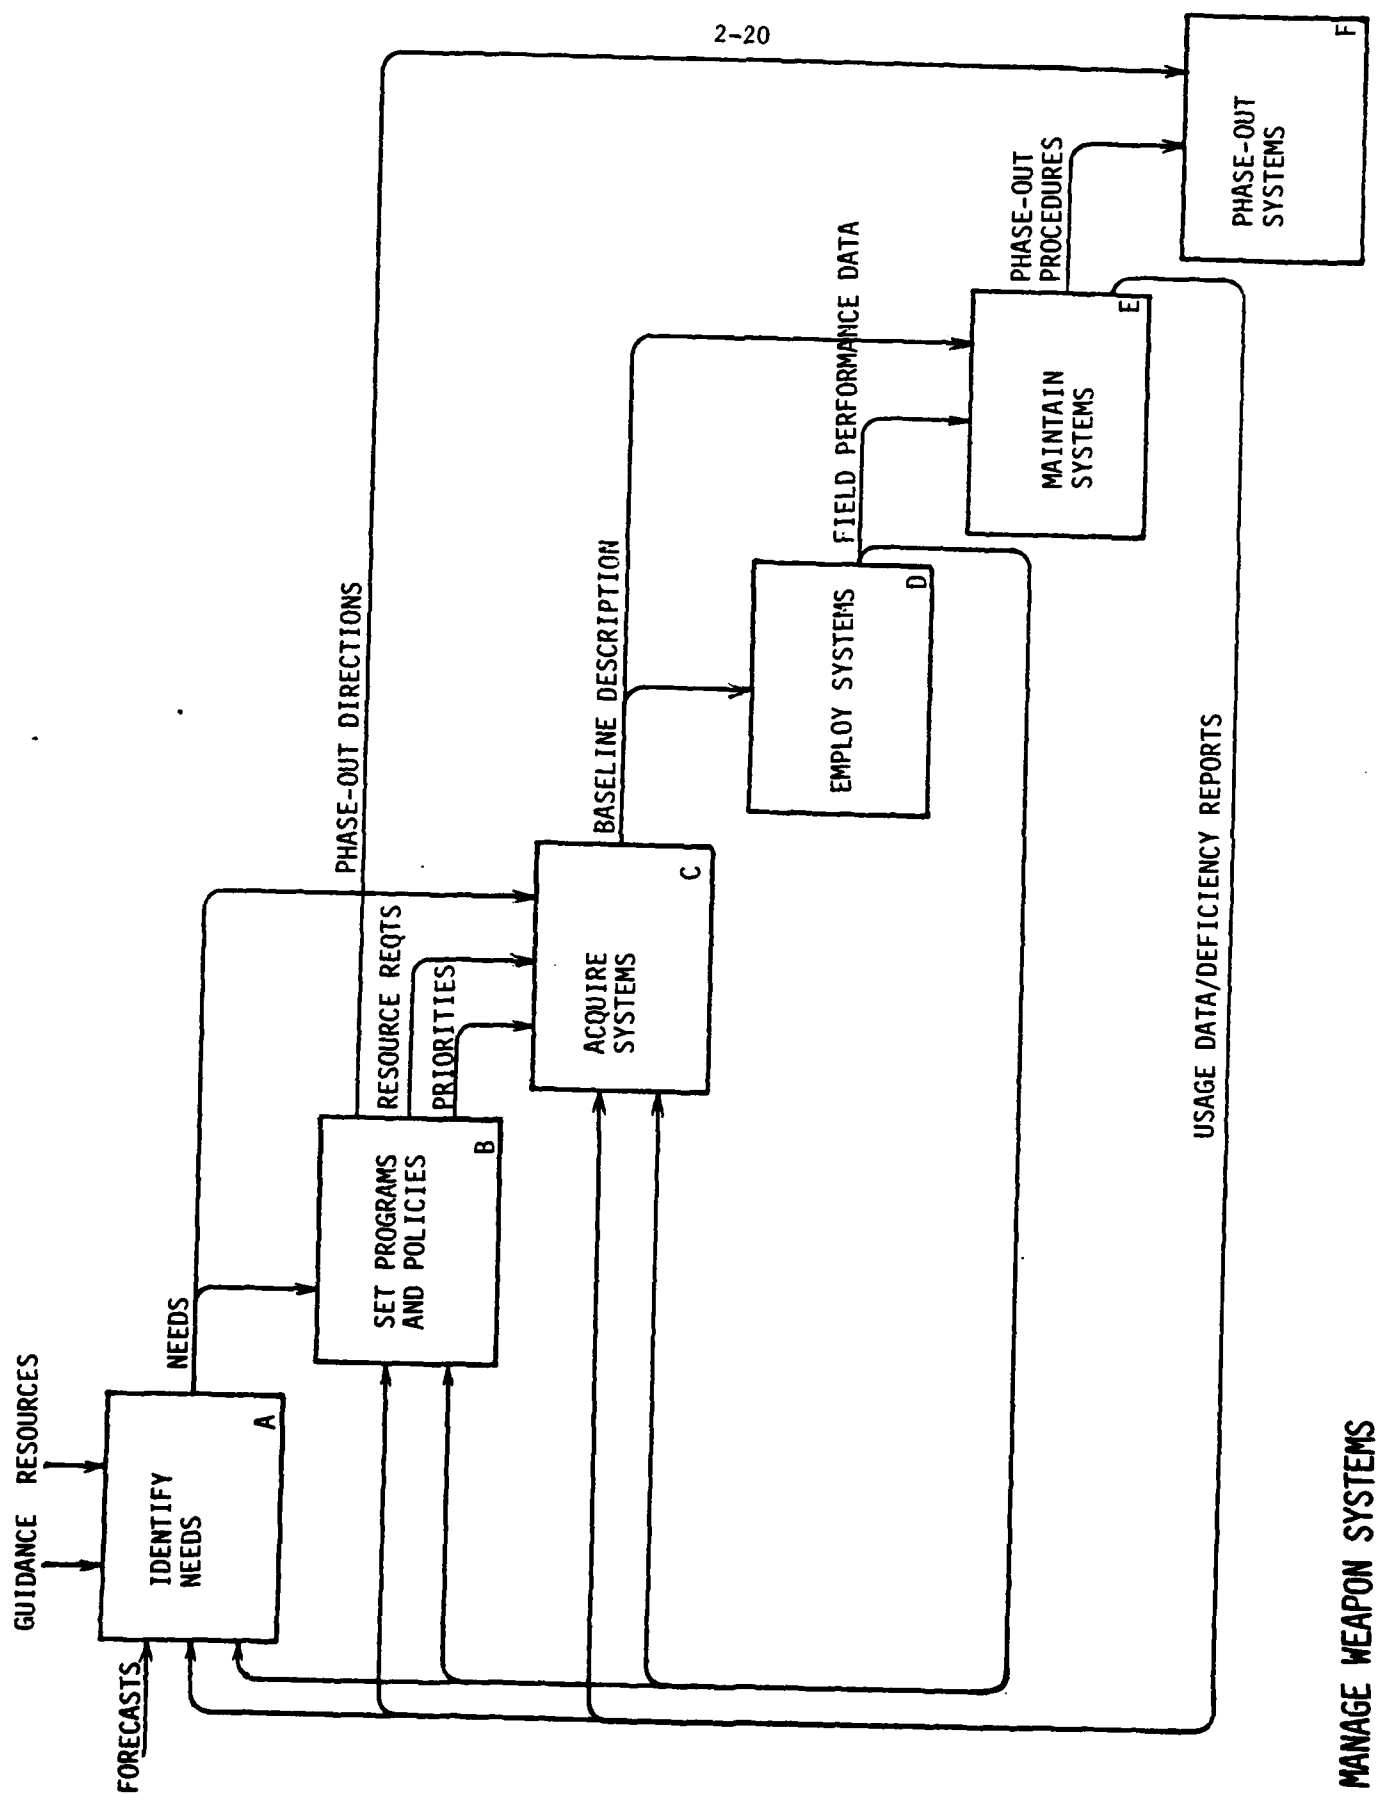 2-20
GUIDANCE
RESOURCES
FORECASTS
IDENTIFY
NEEDS
A
NEEDS
SET PROGRAMS
AND POLICIES
B
PHASE-OUT DIRECTIONS
RESOURCE REQTS
PRIORITIES
ACQUIRE
SYSTEMS
C
BASELINE DESCRIPTION
EMPLOY SYSTEMS
D
FIELD PERFORMANCE DATA
MAINTAIN
SYSTEMS
E
PHASE-OUT
PROCEDURES
PHASE-OUT
SYSTEMS
F
USAGE DATA/DEFICIENCY REPORTS
MANAGE WEAPON SYSTEMS